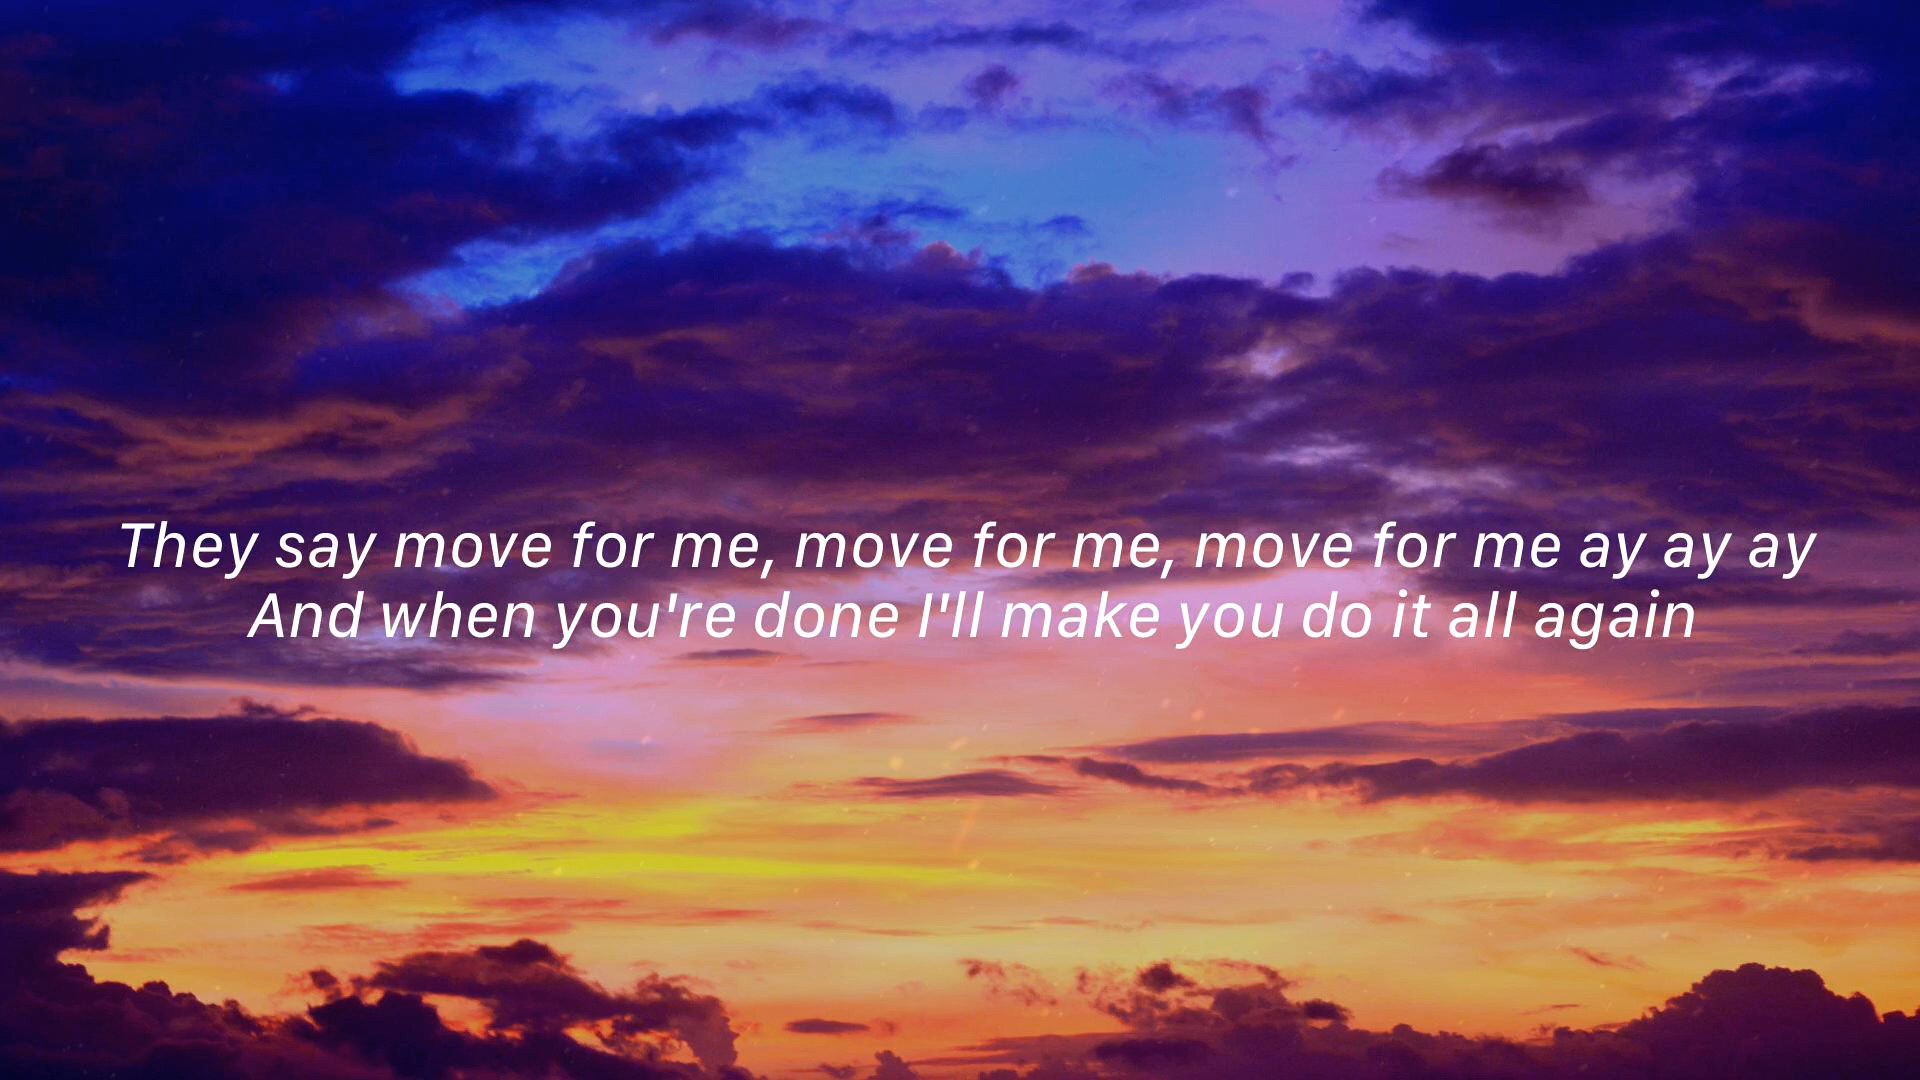 They say move for me, move for me, move for me ay ay ay
And when you're done I'll make you do it all again